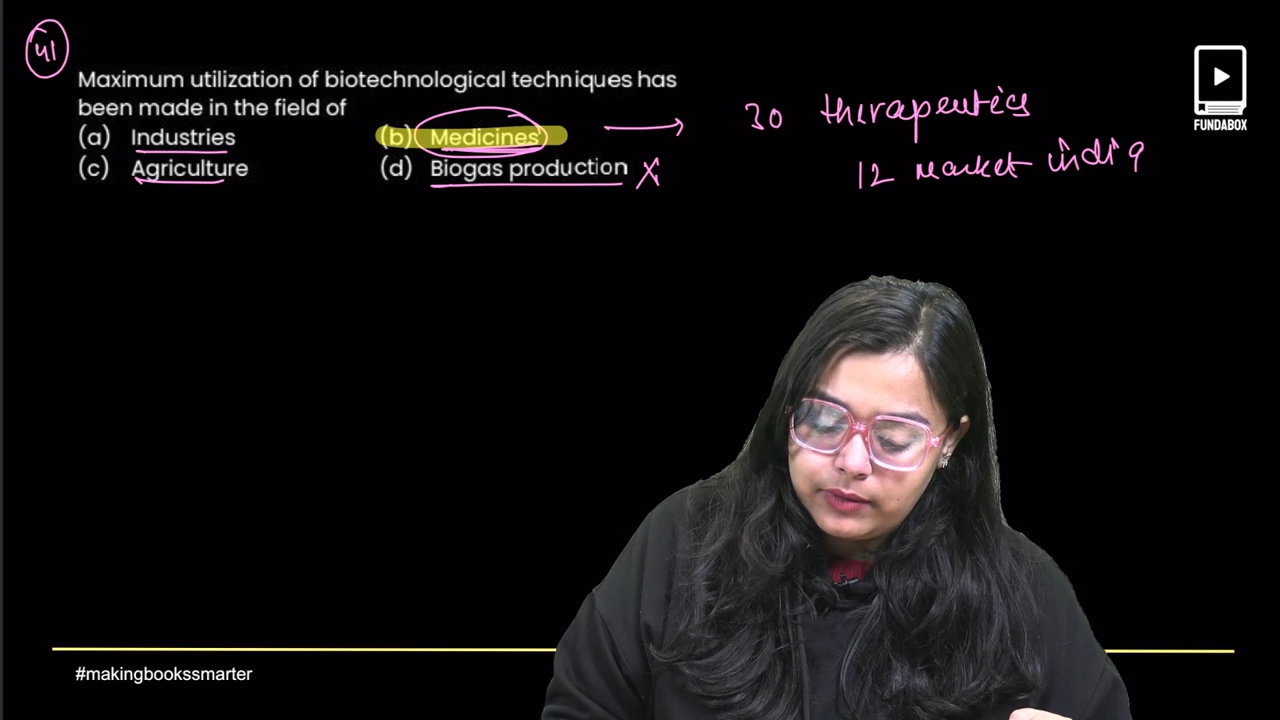 41
Maximum utilization of biotechnological techniques has
been made in the field of
(a) Industries (b) Medicines
(c) Agriculture (d) Biogas production X
30 therapeutics
12 market india
FUNDABOX
#makingbookssmarter